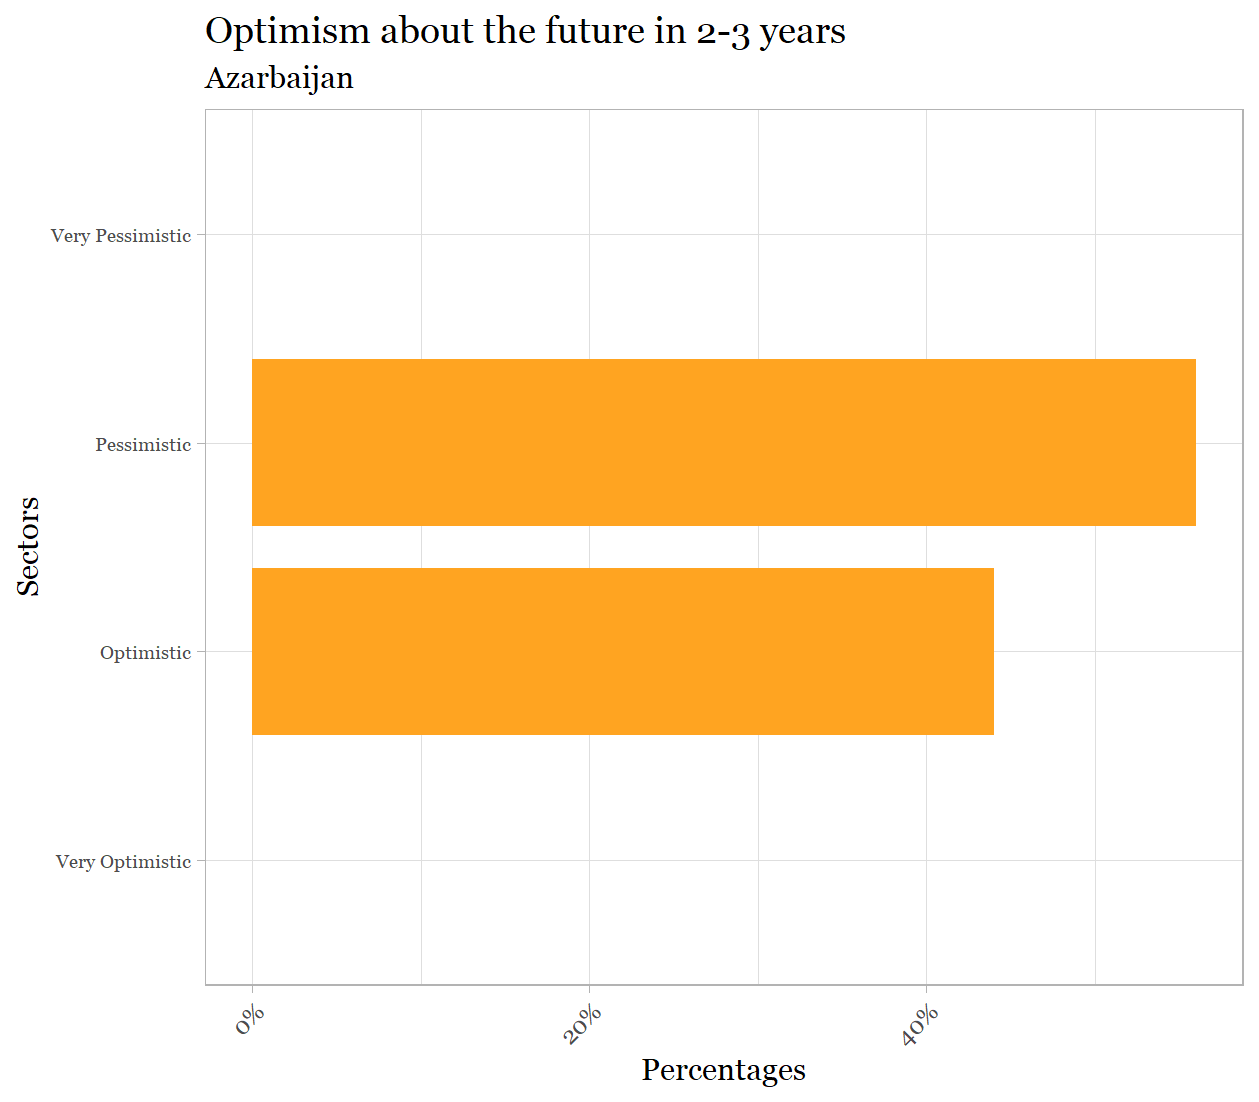 Optimism about the future in 2-3 years
Azarbaijan
Very Pessimistic
Pessimistic
Optimistic
Very Optimistic
Sectors
0%
20%
40%
Percentages